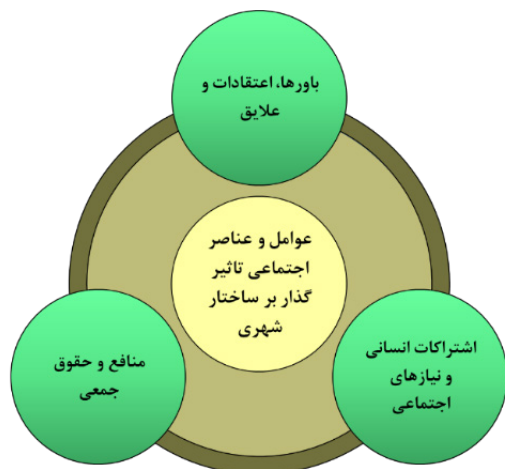 باورها، اعتقادات و
علایق
عوامل و عناصر
اجتماعی تاثیر
گذار بر ساختار
شهری
اشتراکات انسانی
و نیازهای
اجتماعی
منافع و حقوق
جمعی